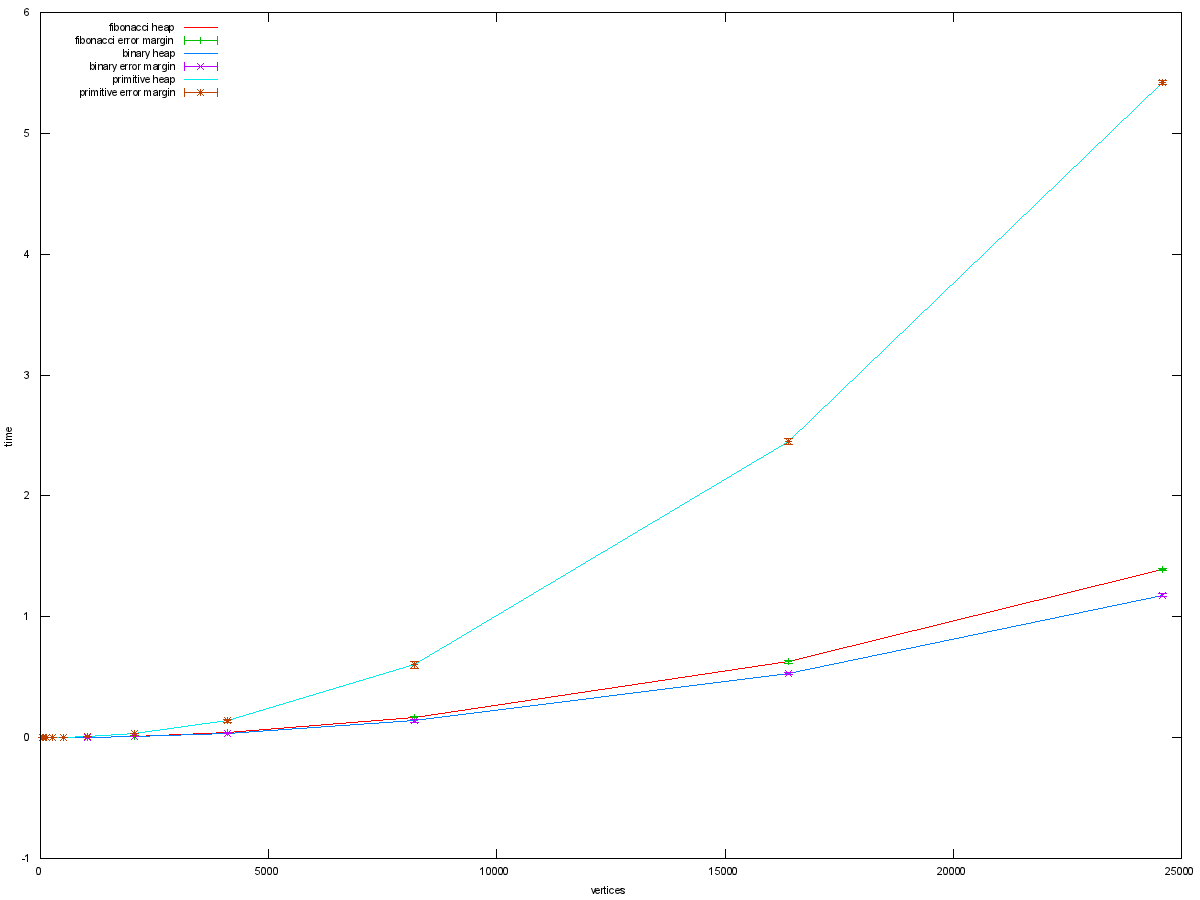 6
fibonacci heap
fibonacci error margin
binary heap
binary error margin
primitive heap
primitive error margin
5
4
3
time
2
1
0
-1
0 5000 10000 15000 20000 25000
vertices